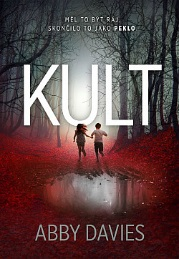 MĚL TO BÝT RÁJ
SKONČILO TO JAKO PEKLO
KULT
ABBY DAVIES